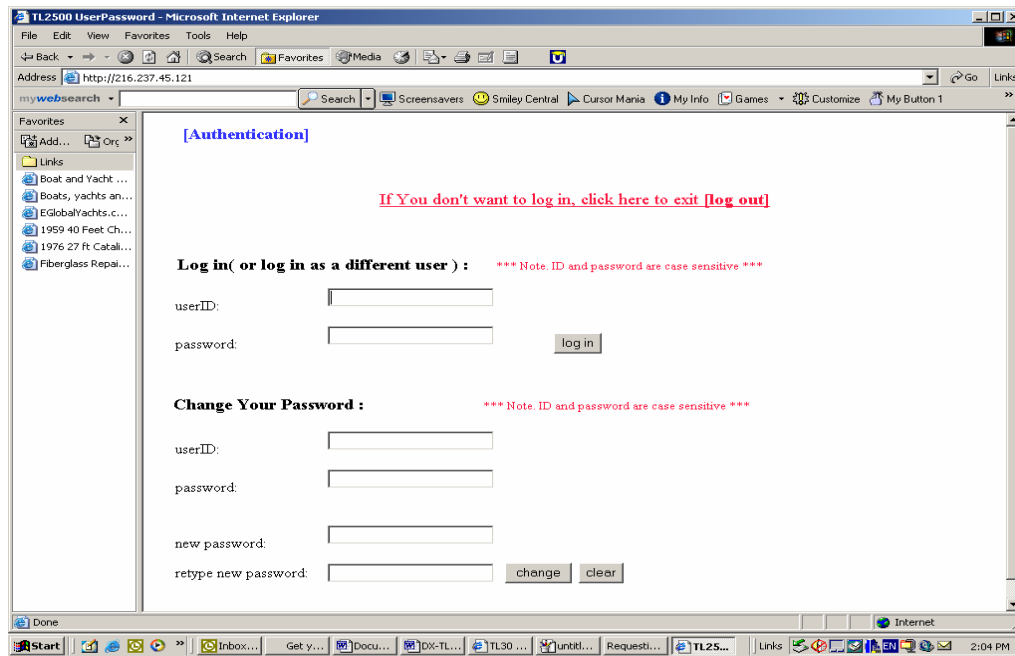 TL2500 UserPassword - Microsoft Internet Explorer
File Edit View Favorites Tools Help
Back Search Favorites Media
Address http://216.237.45.121 Go Links
mywebsearch Search Screensavers Smiley Central Cursor Mania My Info Games Customize My Button 1
Favorites
Add... Org
Links
Boat and Yacht ...
Boats, yachts an...
EGlobalYachts.c...
1959 40 Feet Ch...
1976 27 ft Catali...
Fiberglass Repai...
[Authentication]
If You don't want to log in, click here to exit [log out]
Log in( or log in as a different user ) : *** Note. ID and password are case sensitive ***
userID:
password: log in
Change Your Password : *** Note. ID and password are case sensitive ***
userID:
password:
new password:
retype new password: change clear
Done Internet
Start Inbox... Get y... Docu... DX-TL... TL30 ... untitl... Requesti... TL25... Links EN 2:04 PM